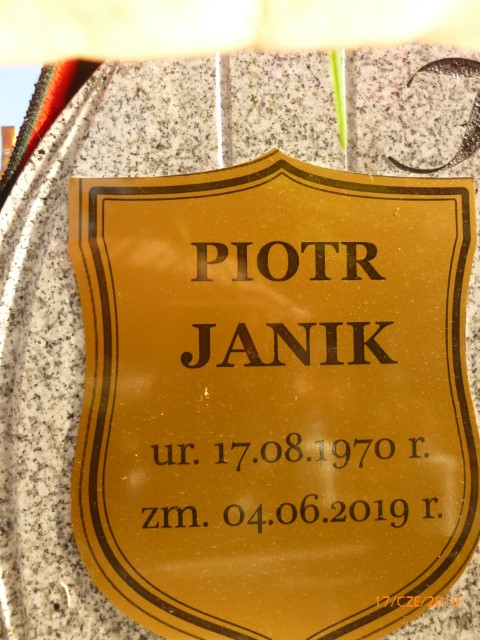 PIOTR
JANIK
ur. 17.08.1970 r.
zm. 04.06.2019 r.